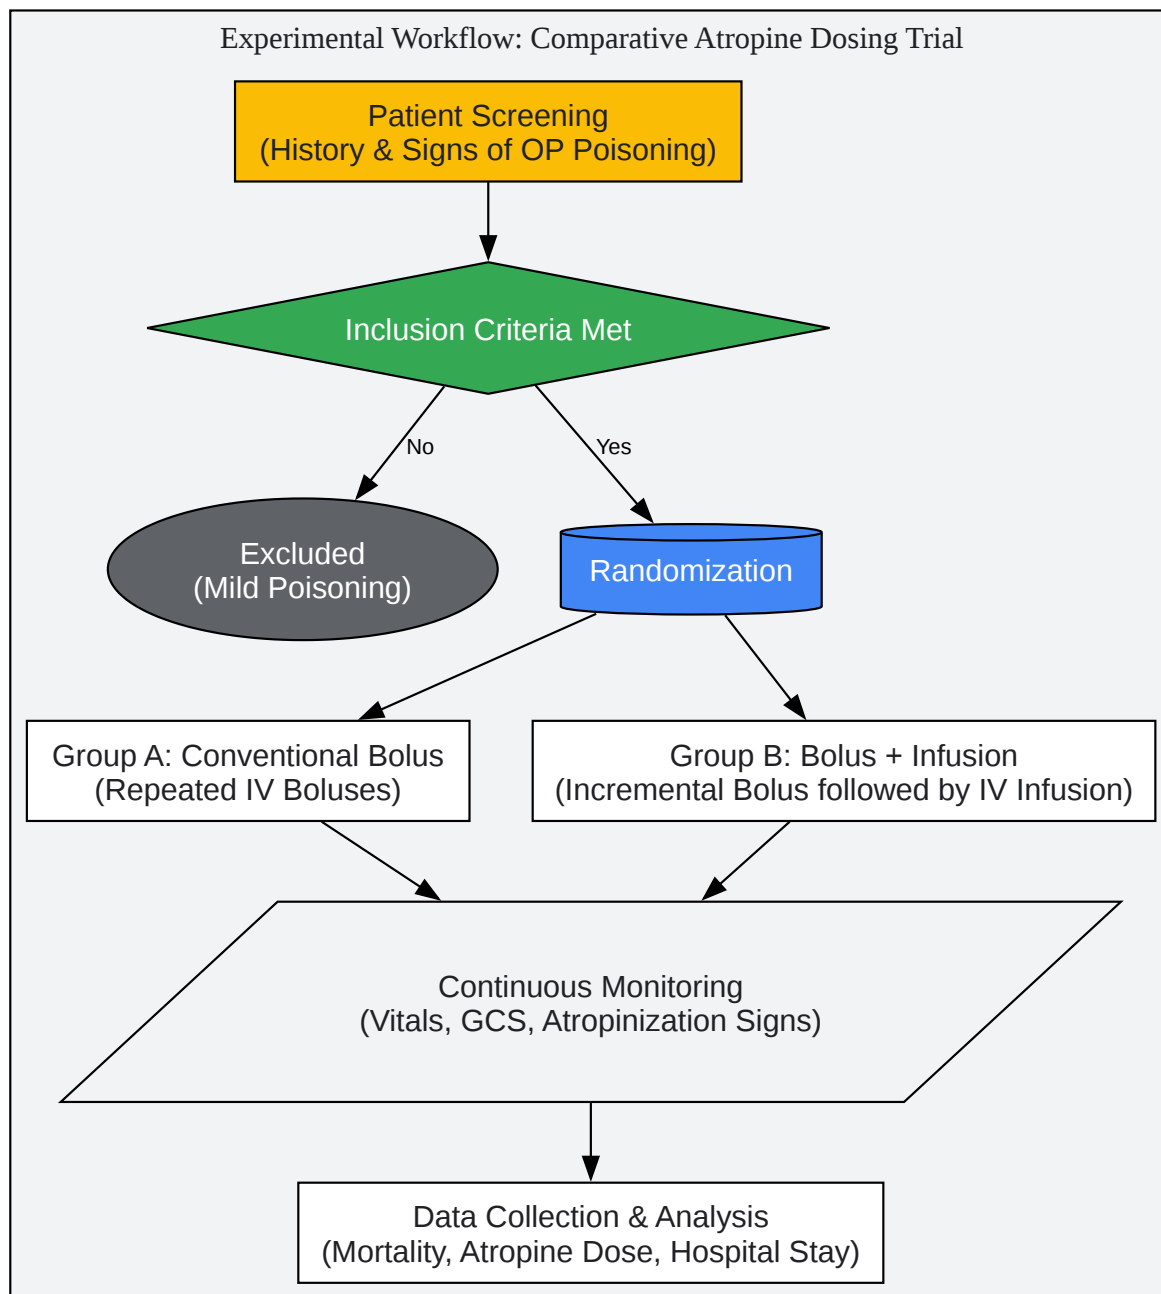 Experimental Workflow: Comparative Atropine Dosing Trial
Patient Screening
(History & Signs of OP Poisoning)
Inclusion Criteria Met
No
Yes
Excluded
(Mild Poisoning)
Randomization
Group A: Conventional Bolus
(Repeated IV Boluses)
Group B: Bolus + Infusion
(Incremental Bolus followed by IV Infusion)
Continuous Monitoring
(Vitals, GCS, Atropinization Signs)
Data Collection & Analysis
(Mortality, Atropine Dose, Hospital Stay)